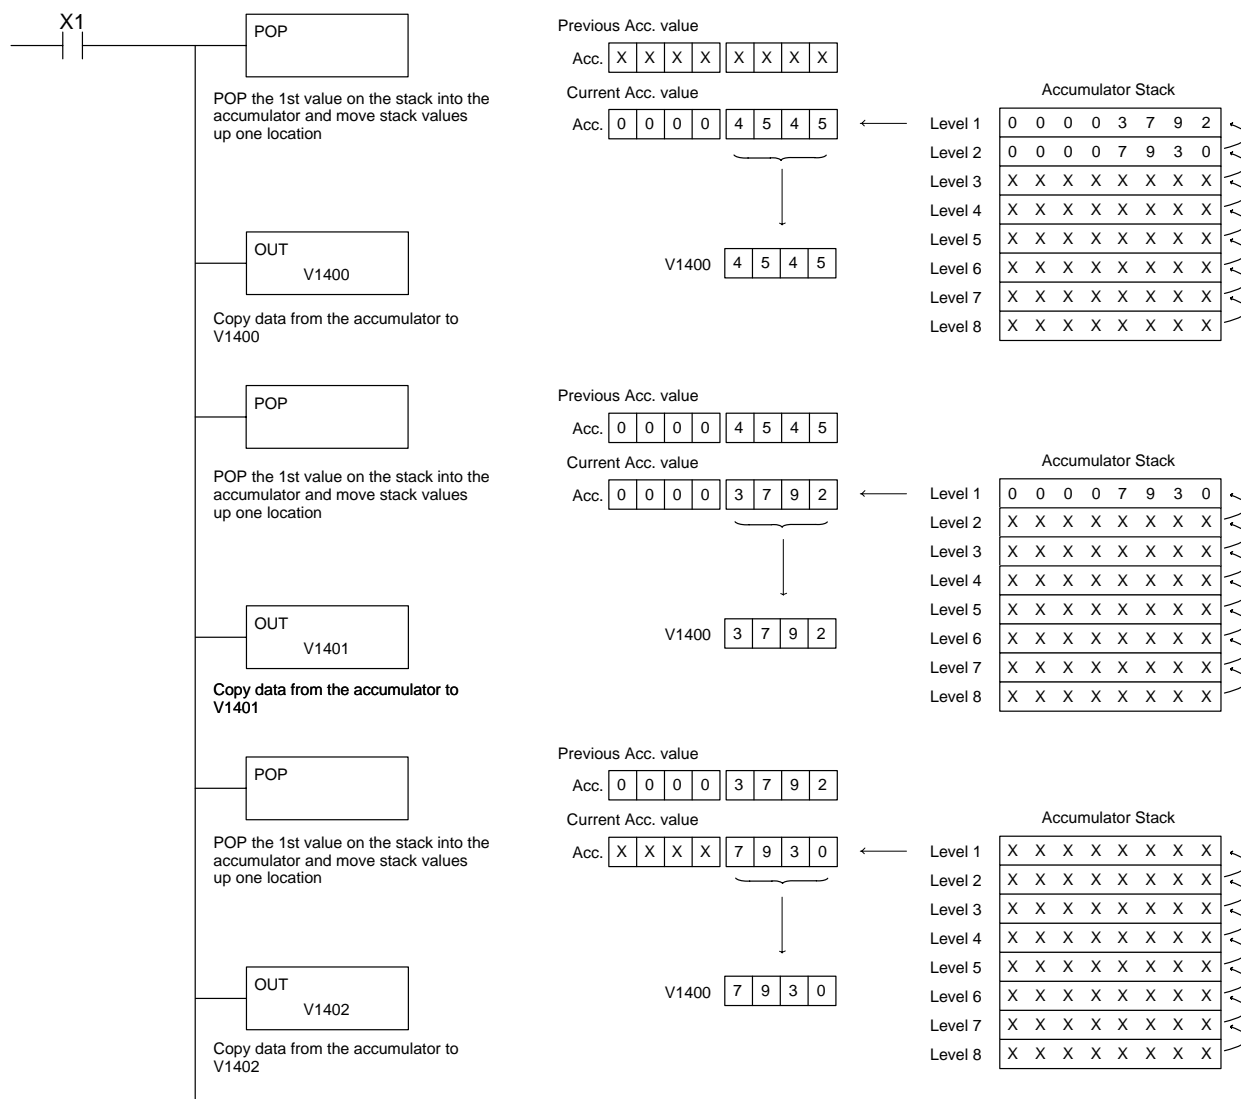 X1
POP
POP the 1st value on the stack into the
accumulator and move stack values
up one location
Previous Acc. value
Acc. X X X X X X X X
Current Acc. value
Acc. 0 0 0 0 4 5 4 5
V1400 4 5 4 5
Accumulator Stack
Level 1 0 0 0 0 3 7 9 2
Level 2 0 0 0 0 7 9 3 0
Level 3 X X X X X X X X
Level 4 X X X X X X X X
Level 5 X X X X X X X X
Level 6 X X X X X X X X
Level 7 X X X X X X X X
Level 8 X X X X X X X X
OUT
V1400
Copy data from the accumulator to
V1400
POP
POP the 1st value on the stack into the
accumulator and move stack values
up one location
Previous Acc. value
Acc. 0 0 0 0 4 5 4 5
Current Acc. value
Acc. 0 0 0 0 3 7 9 2
V1400 3 7 9 2
Accumulator Stack
Level 1 0 0 0 0 7 9 3 0
Level 2 X X X X X X X X
Level 3 X X X X X X X X
Level 4 X X X X X X X X
Level 5 X X X X X X X X
Level 6 X X X X X X X X
Level 7 X X X X X X X X
Level 8 X X X X X X X X
OUT
V1401
Copy data from the accumulator to
V1401
POP
POP the 1st value on the stack into the
accumulator and move stack values
up one location
Previous Acc. value
Acc. 0 0 0 0 3 7 9 2
Current Acc. value
Acc. X X X X 7 9 3 0
V1400 7 9 3 0
Accumulator Stack
Level 1 X X X X X X X X
Level 2 X X X X X X X X
Level 3 X X X X X X X X
Level 4 X X X X X X X X
Level 5 X X X X X X X X
Level 6 X X X X X X X X
Level 7 X X X X X X X X
Level 8 X X X X X X X X
OUT
V1402
Copy data from the accumulator to
V1402